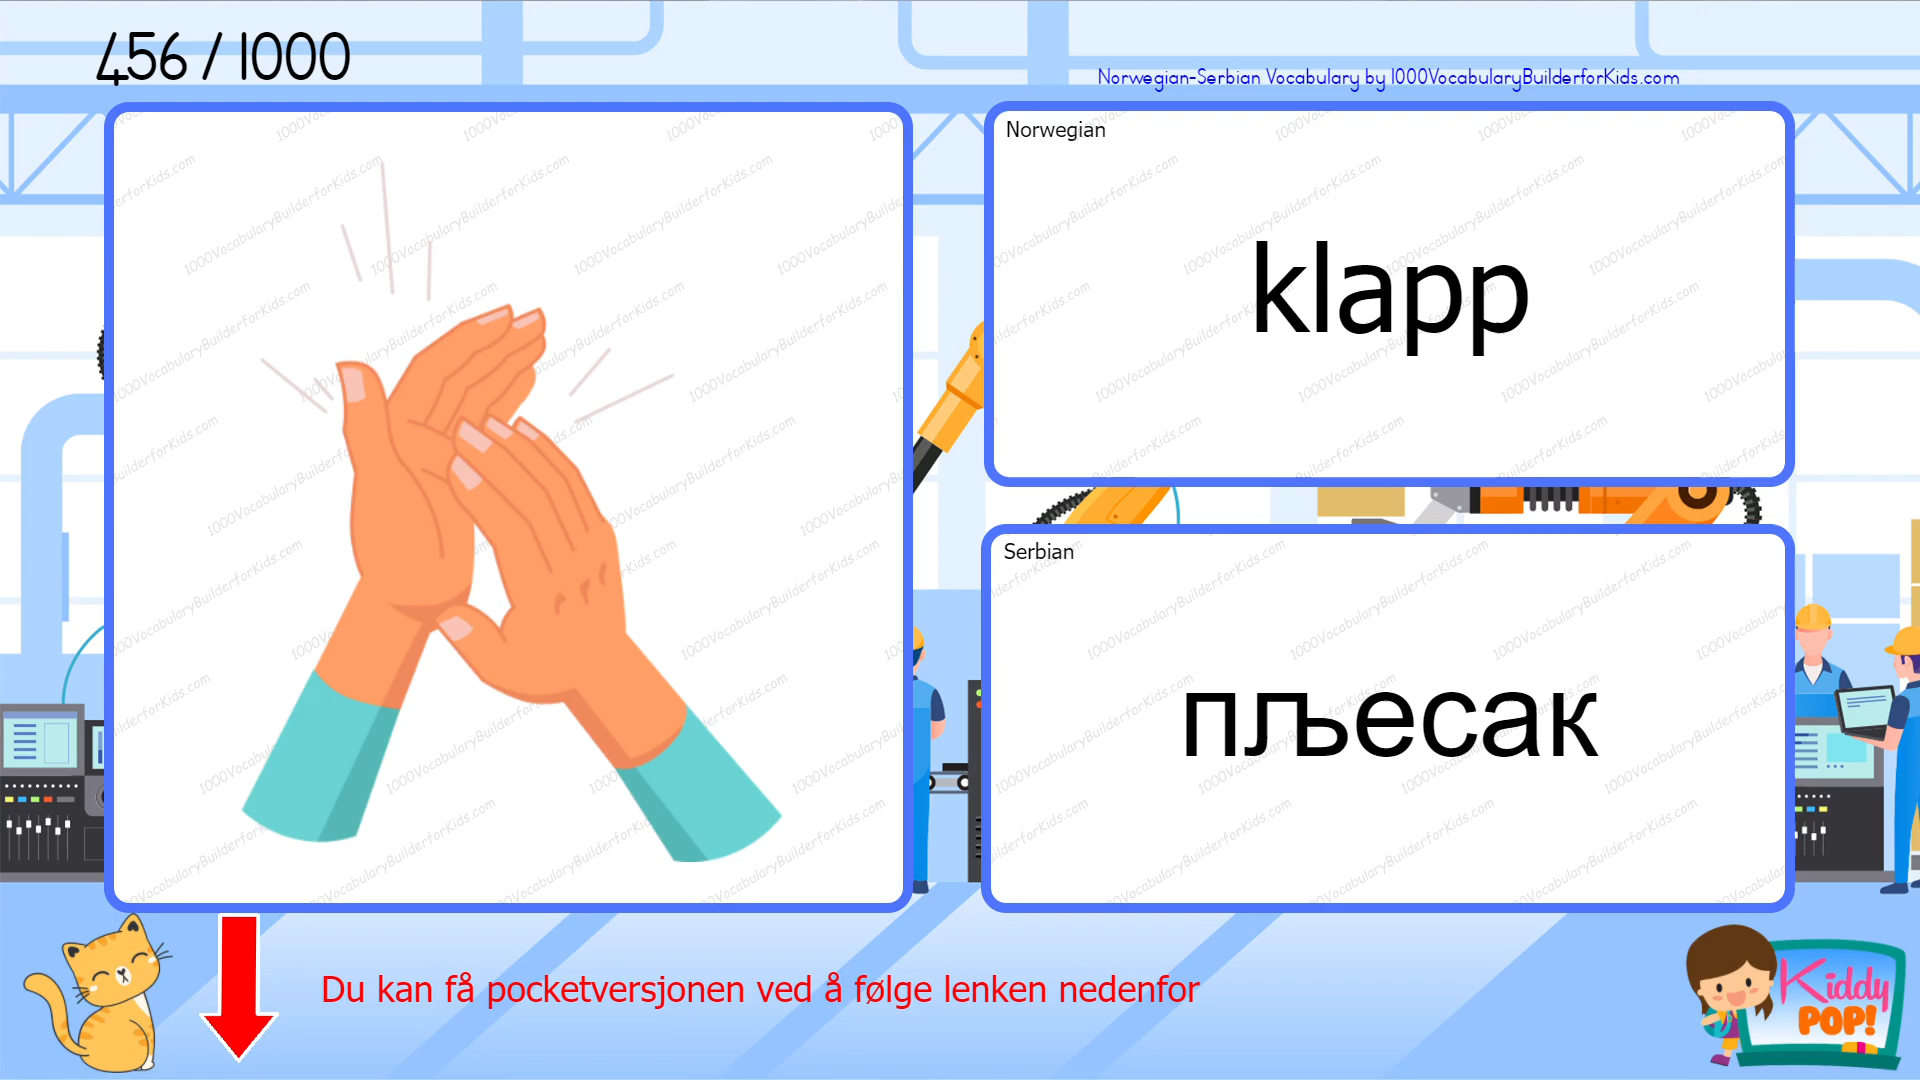 456 / 1000
Norwegian-Serbian Vocabulary by 1000VocabularyBuilderforKids.com
Norwegian
klapp
Serbian
пљесак
Du kan få pocketversjonen ved å følge lenken nedenfor
Kiddy
POP!